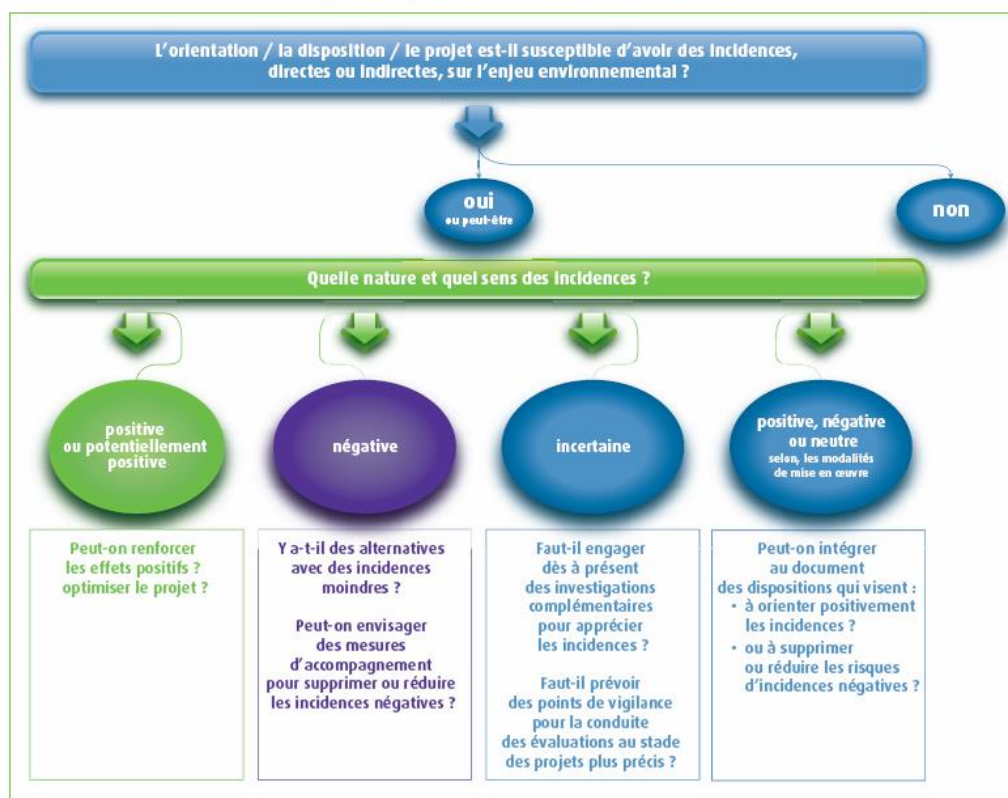 L'orientation / la disposition / le projet est-il susceptible d'avoir des incidences,
directes ou indirectes, sur l'enjeu environnemental ?
oui
ou peut-être
non
Quelle nature et quel sens des incidences ?
positive
ou potentiellement
positive
négative
incertaine
positive, négative
ou neutre
selon, les modalités
de mise en œuvre
Peut-on renforcer
les effets positifs ?
optimiser le projet ?
Y a-t-il des alternatives
avec des incidences
moindres ?
Peut-on envisager
des mesures
d'accompagnement
pour supprimer ou réduire
les incidences négatives ?
Faut-il engager
dès à présent
des investigations
complémentaires
pour apprécier
les incidences ?
Faut-il prévoir
des points de vigilance
pour la conduite
des évaluations au stade
des projets plus précis ?
Peut-on intégrer
au document
des dispositions qui visent :
• à orienter positivement
les incidences ?
• ou à supprimer
ou réduire les risques
d'incidences négatives ?